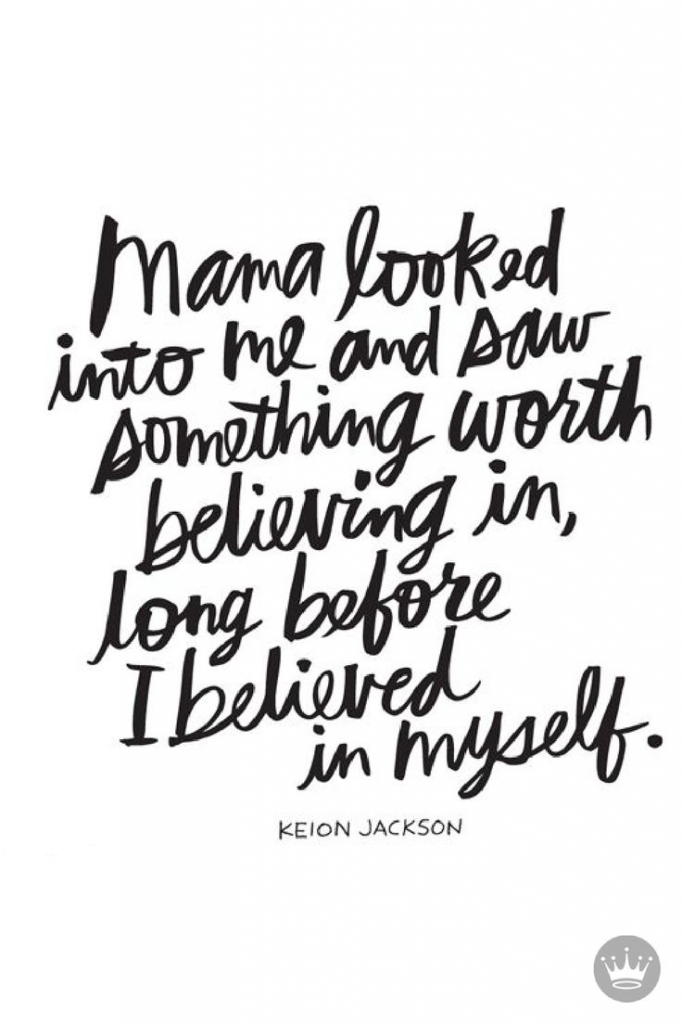 Mama looked
into me and saw
something worth
believing in,
long before
I believed
in myself.
KEION JACKSON